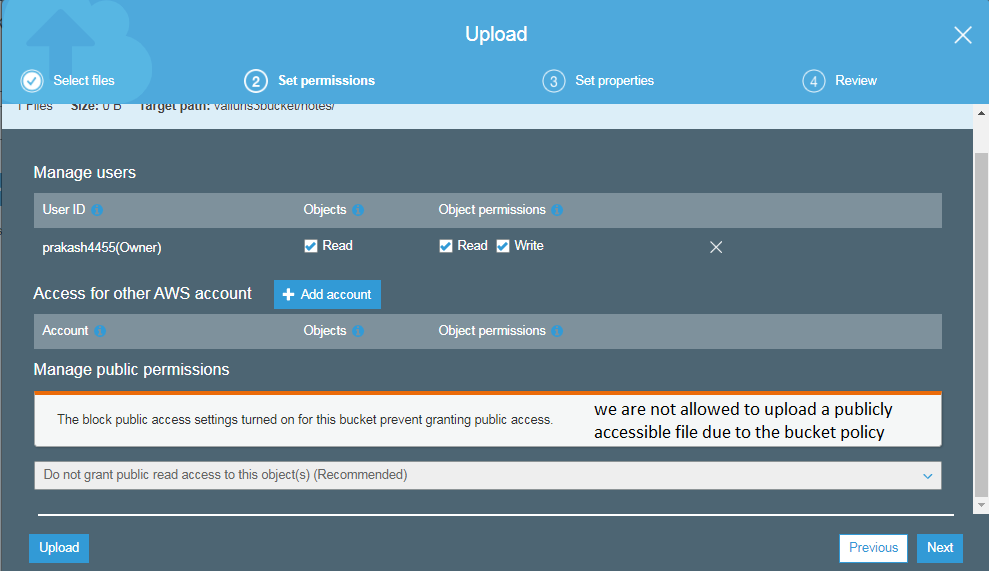 Upload
Select files
2 Set permissions
3 Set properties
4 Review
1 Files Size: 0 B Target path: valluris3bucket/notes/
Manage users
User ID Objects Object permissions
prakash4455(Owner) Read Read Write
Access for other AWS account Add account
Account Objects Object permissions
Manage public permissions
The block public access settings turned on for this bucket prevent granting public access.
we are not allowed to upload a publicly
accessible file due to the bucket policy
Do not grant public read access to this object(s) (Recommended)
Upload Previous Next